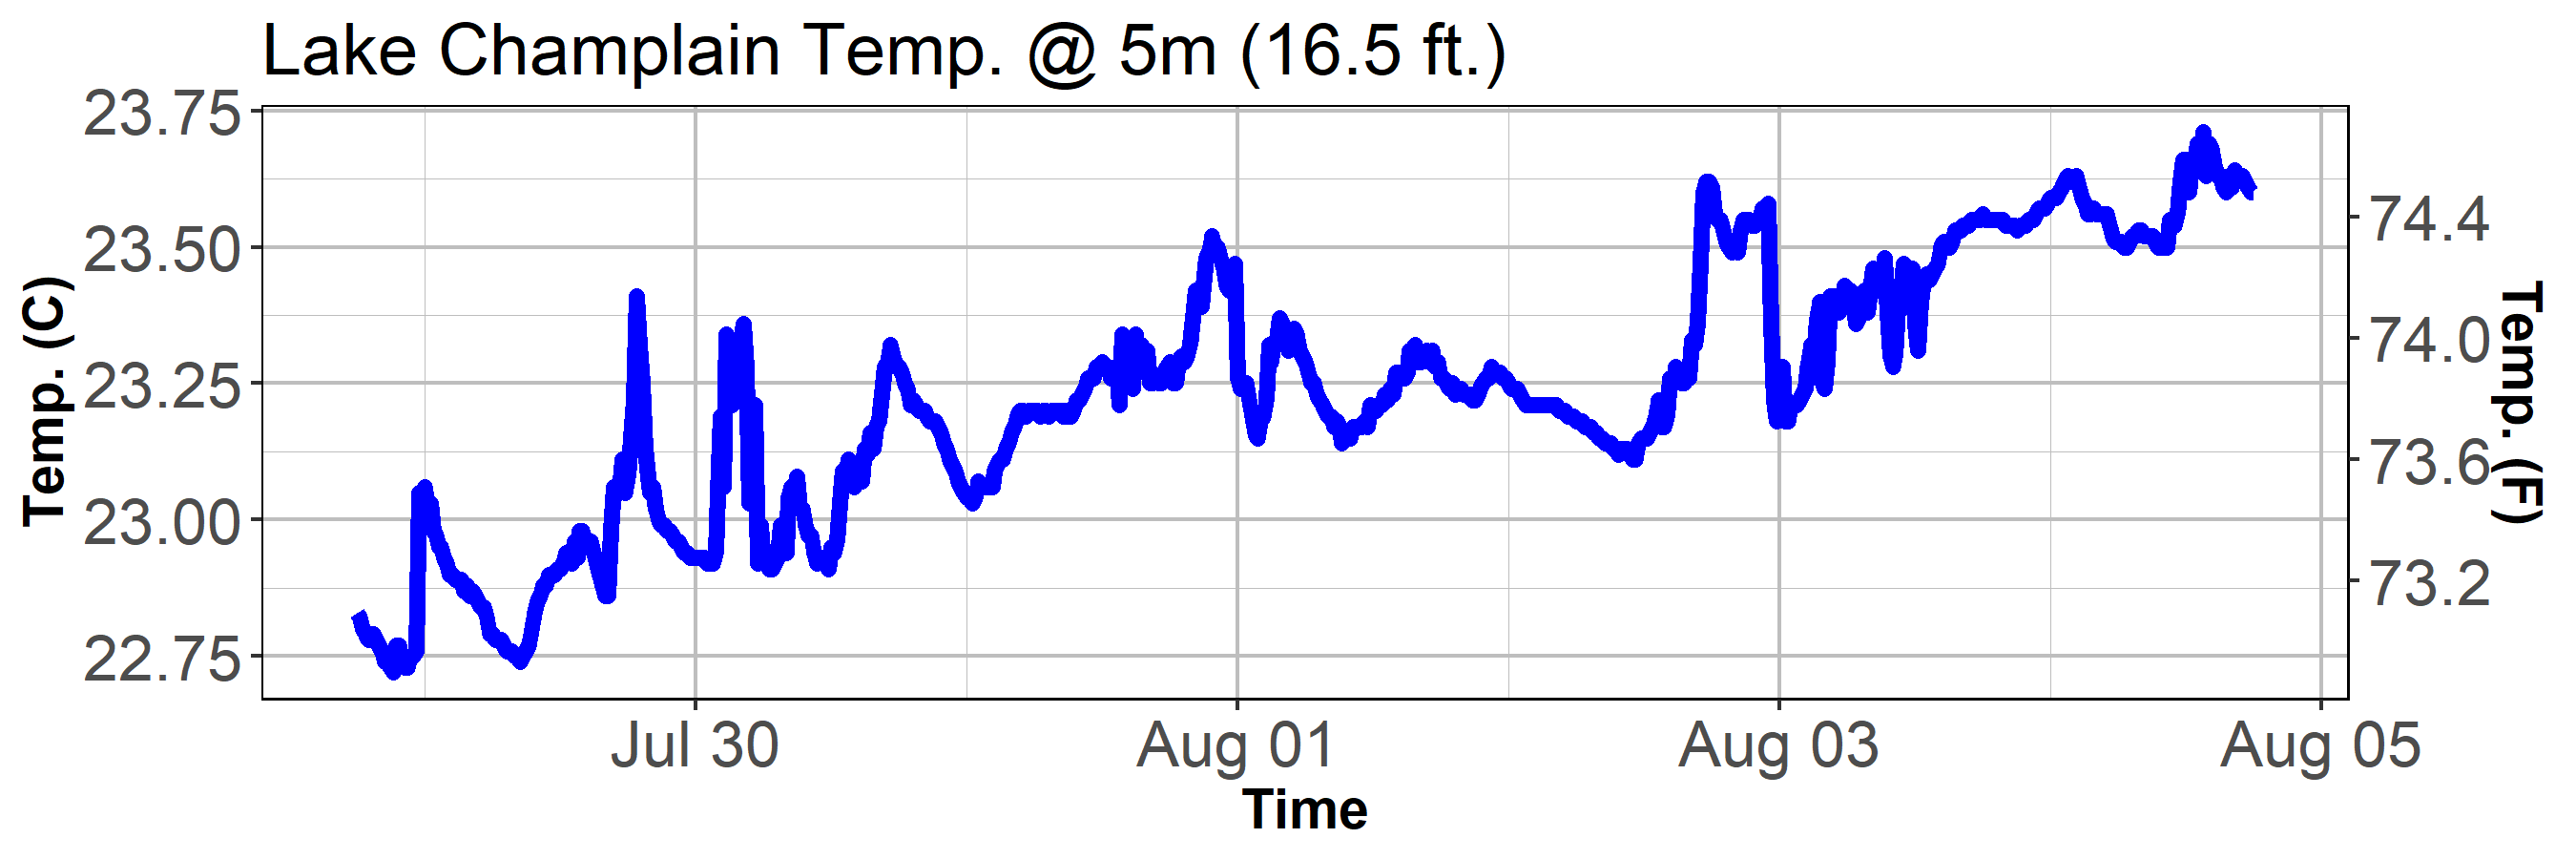 Lake Champlain Temp. @ 5m (16.5 ft.)
Temp. (C)
23.75
23.50
23.25
23.00
22.75
74.4
74.0
73.6
73.2
Temp. (F)
Jul 30
Aug 01
Aug 03
Aug 05
Time